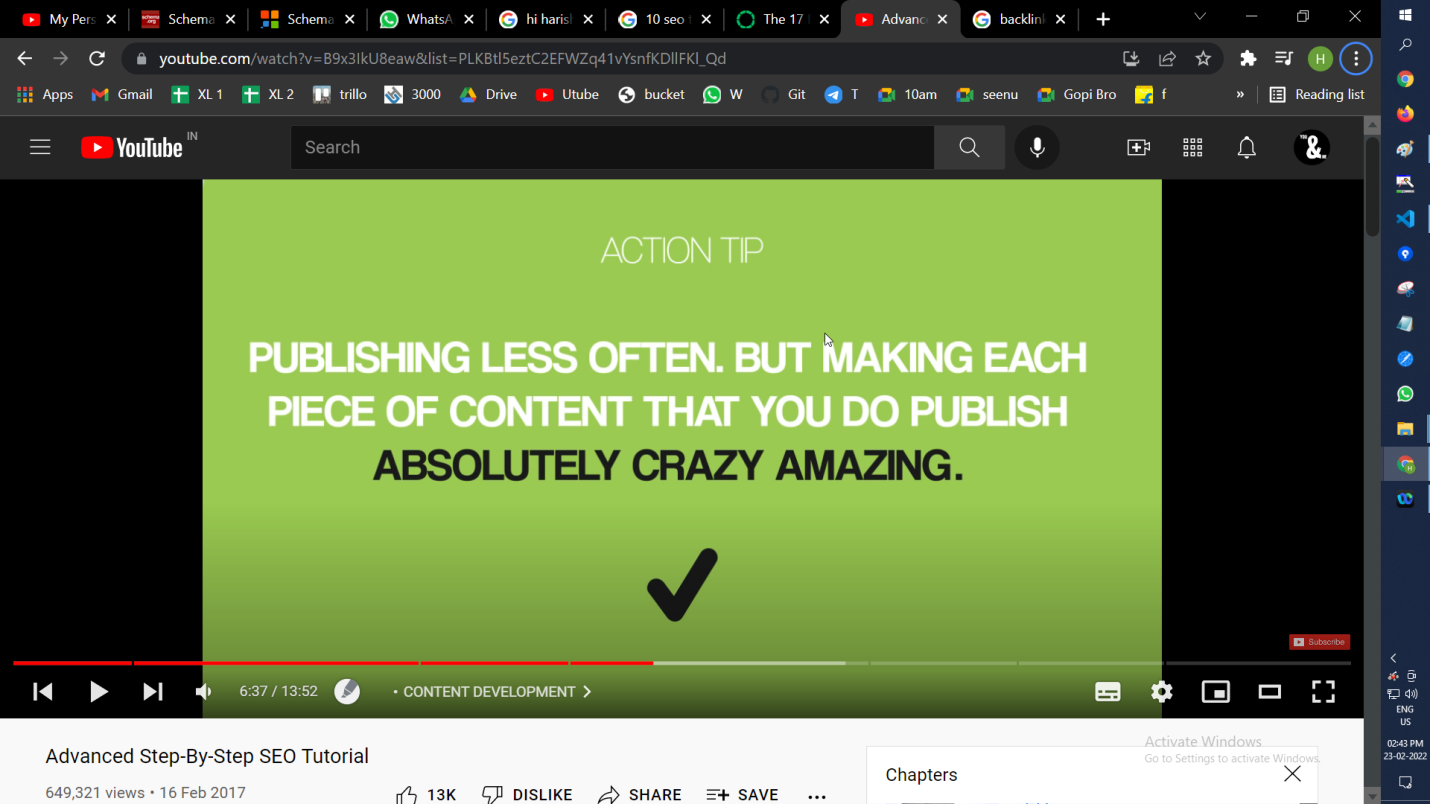 My Pers
Schema
Schema
WhatsA
hi haris
10 seo t
The 17
Advanc
backlin
youtube.com/watch?v=B9x3IkU8eaw&list=PLKBtl5eztC2EFWZq41vYsnfKDllFKl_Qd
H
Apps
Gmail
XL 1
XL 2
trillo
3000
Drive
Utube
bucket
W
Git
T
10am
seenu
Gopi Bro
f
»
Reading list
YouTube IN
Search
ACTION TIP
PUBLISHING LESS OFTEN. BUT MAKING EACH
PIECE OF CONTENT THAT YOU DO PUBLISH
ABSOLUTELY CRAZY AMAZING.
Subscribe
6:37 / 13:52
• CONTENT DEVELOPMENT
Advanced Step-By-Step SEO Tutorial
649,321 views • 16 Feb 2017
13K
DISLIKE
SHARE
SAVE
Chapters
Activate Windows
Go to Settings to activate Windows.
ENG
US
02:43 PM
23-02-2022